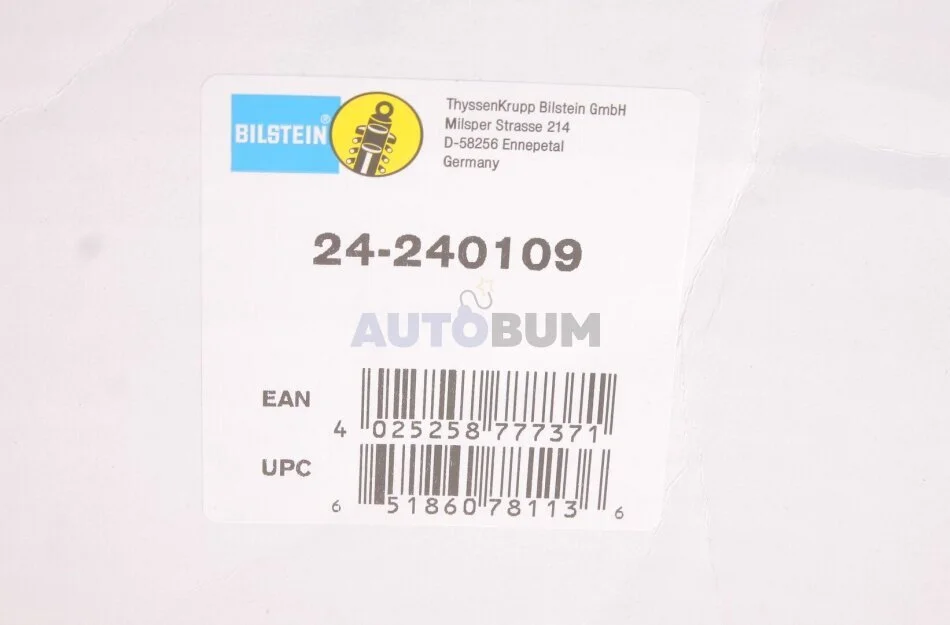 BILSTEIN®
ThyssenKrupp Bilstein GmbH
Milsper Strasse 214
D-58256 Ennepetal
Germany
24-240109
AUTOBUM
EAN
4 025258 777371
UPC
6 51860 78113 6